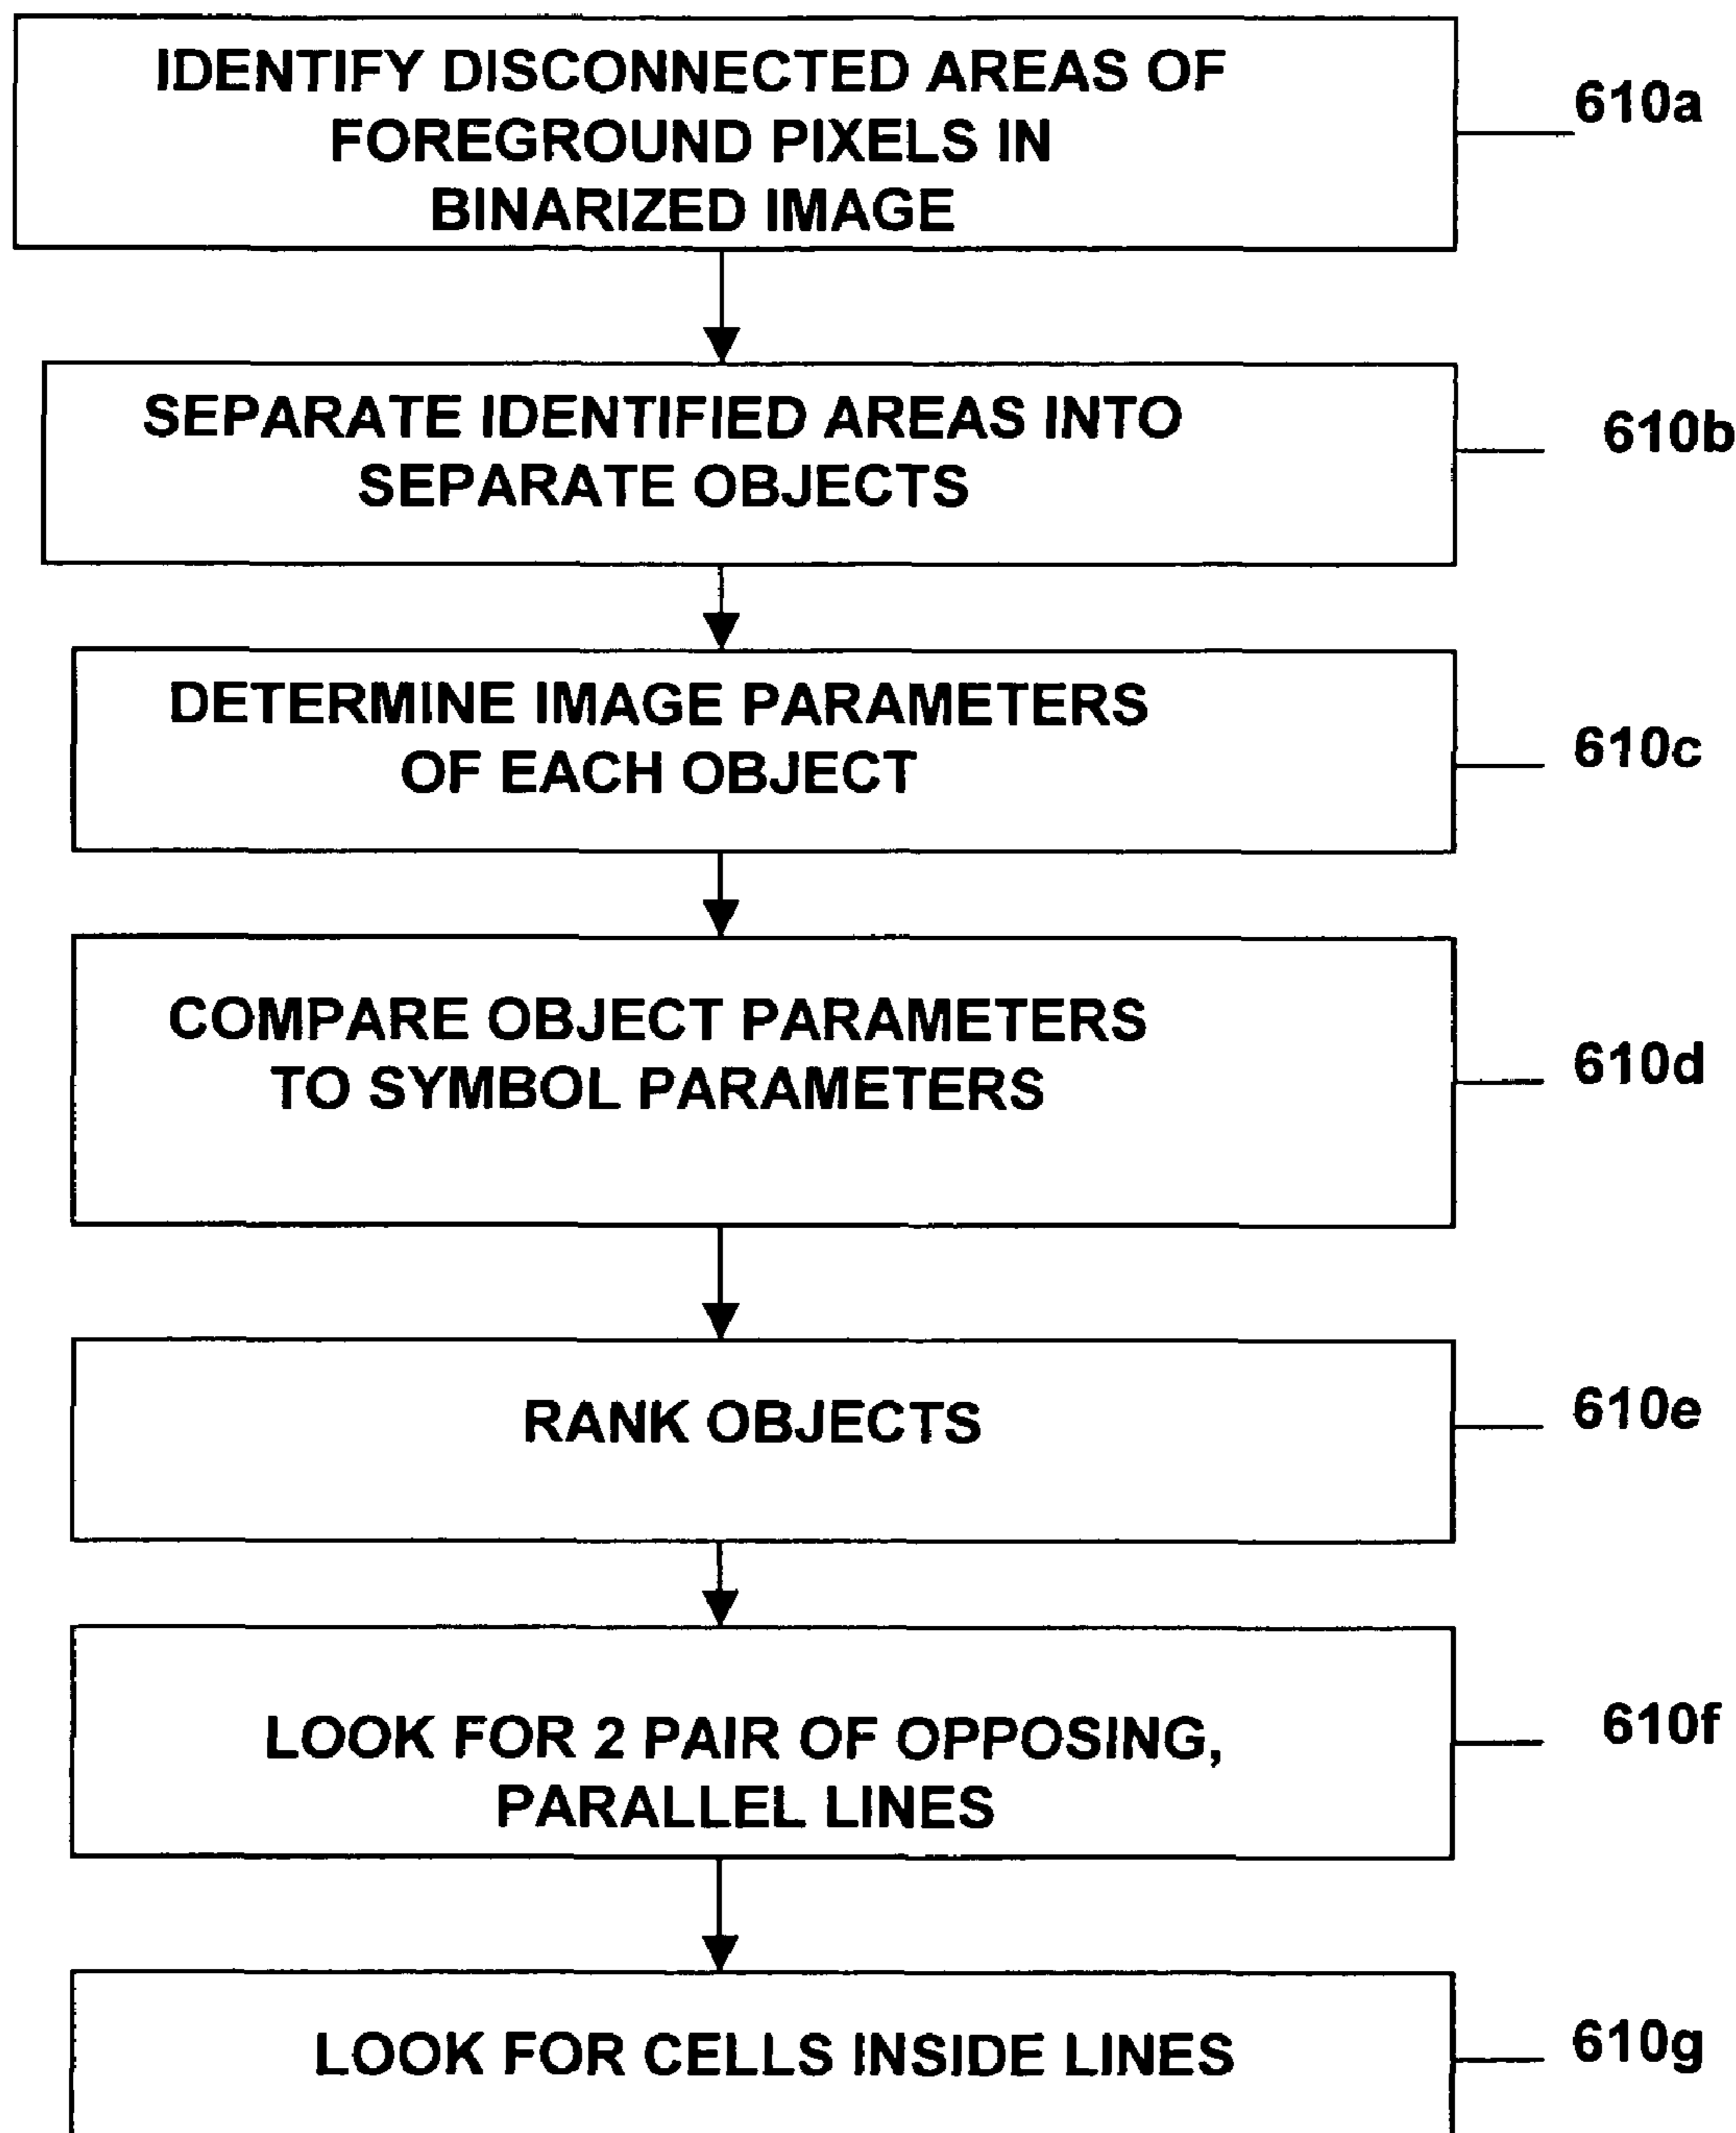 IDENTIFY DISCONNECTED AREAS OF
FOREGROUND PIXELS IN
BINARIZED IMAGE
610a
SEPARATE IDENTIFIED AREAS INTO
SEPARATE OBJECTS
610b
DETERMINE IMAGE PARAMETERS
OF EACH OBJECT
610c
COMPARE OBJECT PARAMETERS
TO SYMBOL PARAMETERS
610d
RANK OBJECTS
610e
LOOK FOR 2 PAIR OF OPPOSING,
PARALLEL LINES
610f
LOOK FOR CELLS INSIDE LINES
610g